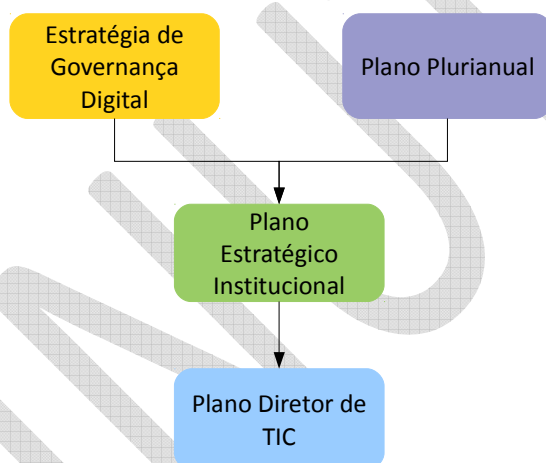 Estratégia de
Governança
Digital
Plano Plurianual
Plano
Estratégico
Institucional
Plano Diretor de
TIC